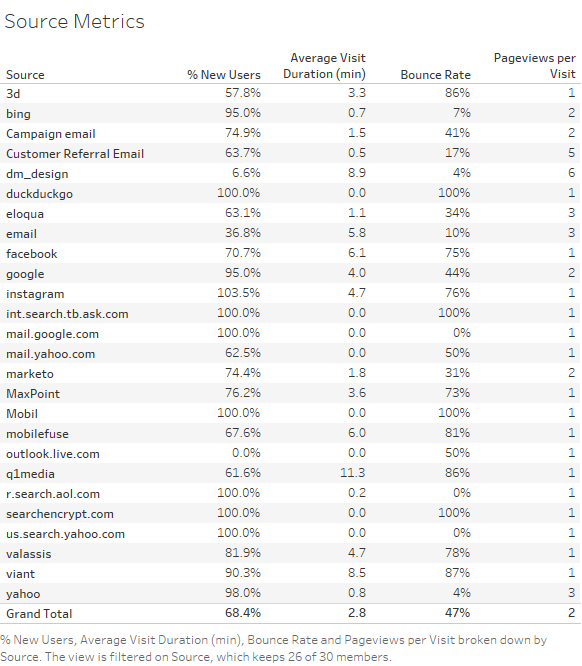 Source Metrics
Average Visit Pageviews per
Source % New Users Duration (min) Bounce Rate Visit
3d 57.8% 3.3 86% 1
bing 95.0% 0.7 7% 2
Campaign email 74.9% 1.5 41% 2
Customer Referral Email 63.7% 0.5 17% 5
dm_design 6.6% 8.9 4% 6
duckduckgo 100.0% 0.0 100% 1
eloqua 63.1% 1.1 34% 3
email 36.8% 5.8 10% 3
facebook 70.7% 6.1 75% 1
google 95.0% 4.0 44% 2
instagram 103.5% 4.7 76% 1
int.search.tb.ask.com 100.0% 0.0 100% 1
mail.google.com 100.0% 0.0 0% 1
mail.yahoo.com 62.5% 0.0 50% 1
marketo 74.4% 1.8 31% 2
MaxPoint 76.2% 3.6 73% 1
Mobil 100.0% 0.0 100% 1
mobilefuse 67.6% 6.0 81% 1
outlook.live.com 0.0% 0.0 50% 1
q1media 61.6% 11.3 86% 1
r.search.aol.com 100.0% 0.2 0% 1
searchencrypt.com 100.0% 0.0 100% 1
us.search.yahoo.com 100.0% 0.0 0% 1
valassis 81.9% 4.7 78% 1
viant 90.3% 8.5 87% 1
yahoo 98.0% 0.8 4% 3
Grand Total 68.4% 2.8 47% 2
% New Users, Average Visit Duration (min), Bounce Rate and Pageviews per Visit broken down by
Source. The view is filtered on Source, which keeps 26 of 30 members.